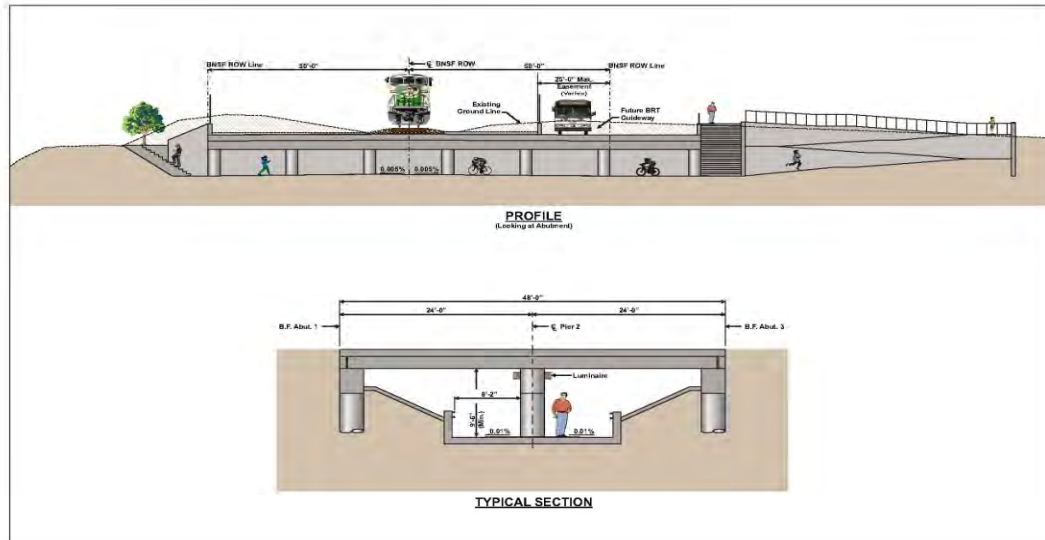 BNSF ROW Line
50'-0"
℄ BNSF ROW
50'-0"
BNSF ROW Line
25'-0" Max.
Easement
(Varies)
Existing
Ground Line
Future BRT
Guideway
0.005%
0.005%
PROFILE
(Looking at Abutment)
48'-0"
24'-0"
24'-0"
B.F. Abut. 1
℄ Pier 2
B.F. Abut. 3
Luminaire
8'-2"
9'-6"
(Min.)
0.01%
0.01%
TYPICAL SECTION